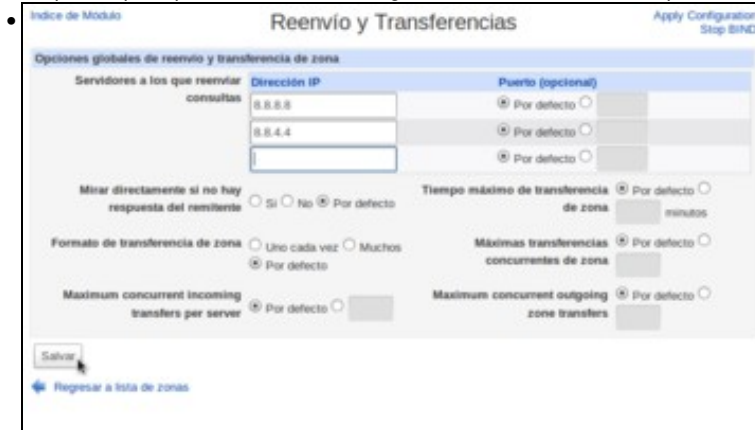 Indice de Módulo
Reenvío y Transferencias
Apply Configuration
Stop BIND
Opciones globales de reenvío y transferencia de zona
Servidores a los que reenviar consultas
Dirección IP
Puerto (opcional)
8.8.8.8
Por defecto
8.8.4.4
Por defecto
Por defecto
Mirar directamente si no hay respuesta del remitente
Si No Por defecto
Tiempo máximo de transferencia de zona
Por defecto
minutos
Formato de transferencia de zona
Uno cada vez Muchos
Por defecto
Máximas transferencias concurrentes de zona
Por defecto
Maximum concurrent incoming transfers per server
Por defecto
Maximum concurrent outgoing zone transfers
Por defecto
Salvar
Regresar a lista de zonas